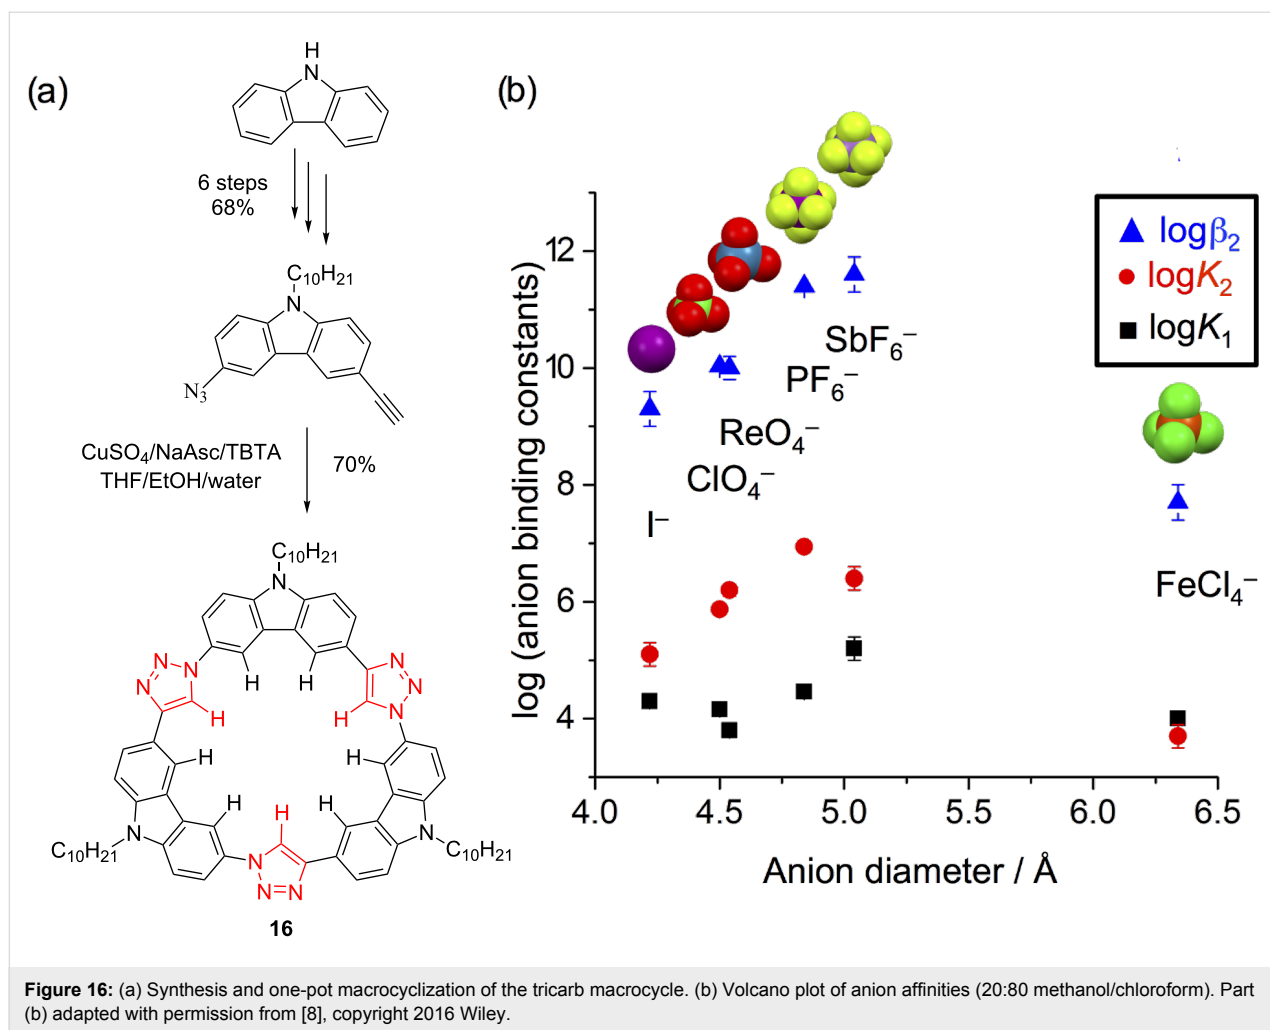 (a)
H
N
6 steps
68%
C₁₀H₂₁
N
N₃
CuSO₄/NaAsc/TBTA
THF/EtOH/water
70%
C₁₀H₂₁
N
N
N
N
H
H
N
N
N
H
H
H
H
H
H
H
N
C₁₀H₂₁
N
C₁₀H₂₁
N
N=N
16
(b)
log (anion binding constants)
12
10
8
6
4
4.0 4.5 5.0 5.5 6.0 6.5
Anion diameter / Å
SbF₆⁻
PF₆⁻
ReO₄⁻
ClO₄⁻
I⁻
FeCl₄⁻
logβ₂
logK₂
logK₁
Figure 16: (a) Synthesis and one-pot macrocyclization of the tricarb macrocycle. (b) Volcano plot of anion affinities (20:80 methanol/chloroform). Part
(b) adapted with permission from [8], copyright 2016 Wiley.